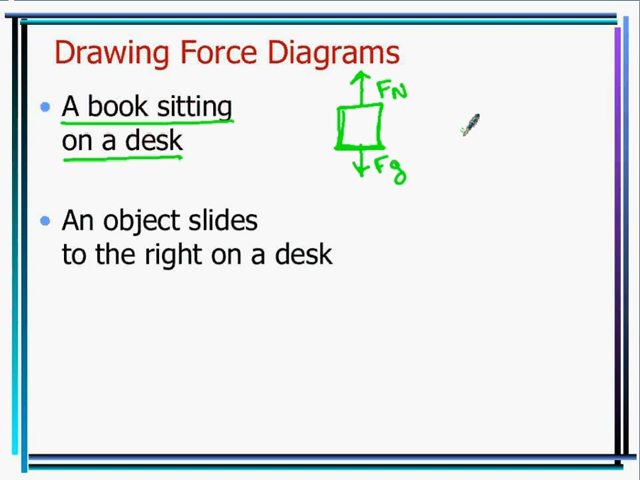 Drawing Force Diagrams
• A book sitting
on a desk
FN
Fg
• An object slides
to the right on a desk